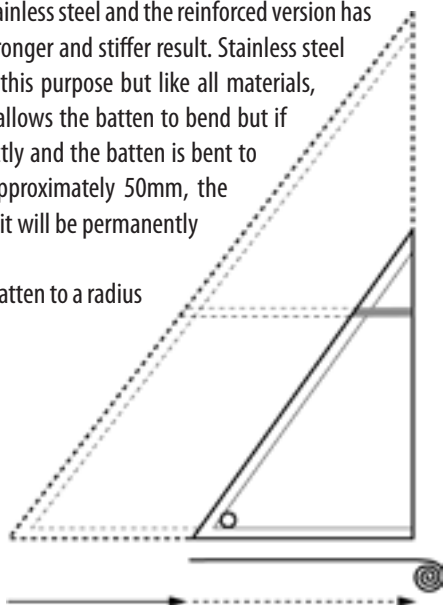 ainless steel and the reinforced version has
ronger and stiffer result. Stainless steel
this purpose but like all materials,
allows the batten to bend but if
ctly and the batten is bent to
pproximately 50mm, the
it will be permanently
atten to a radius